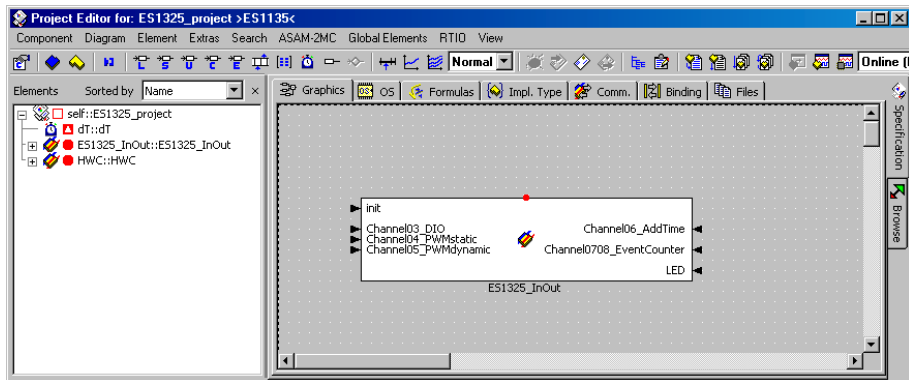 Project Editor for: ES1325_project >ES1135<
Component Diagram Element Extras Search ASAM-2MC Global Elements RTIO View
Normal
Online (
Elements Sorted by Name
Graphics OS Formulas Impl. Type Comm. Binding Files
self::ES1325_project
dT::dT
ES1325_InOut::ES1325_InOut
HWC::HWC
init
Channel03_DIO
Channel04_PWMstatic
Channel05_PWMdynamic
Channel06_AddTime
Channel0708_EventCounter
LED
ES1325_InOut
Specification
Browse